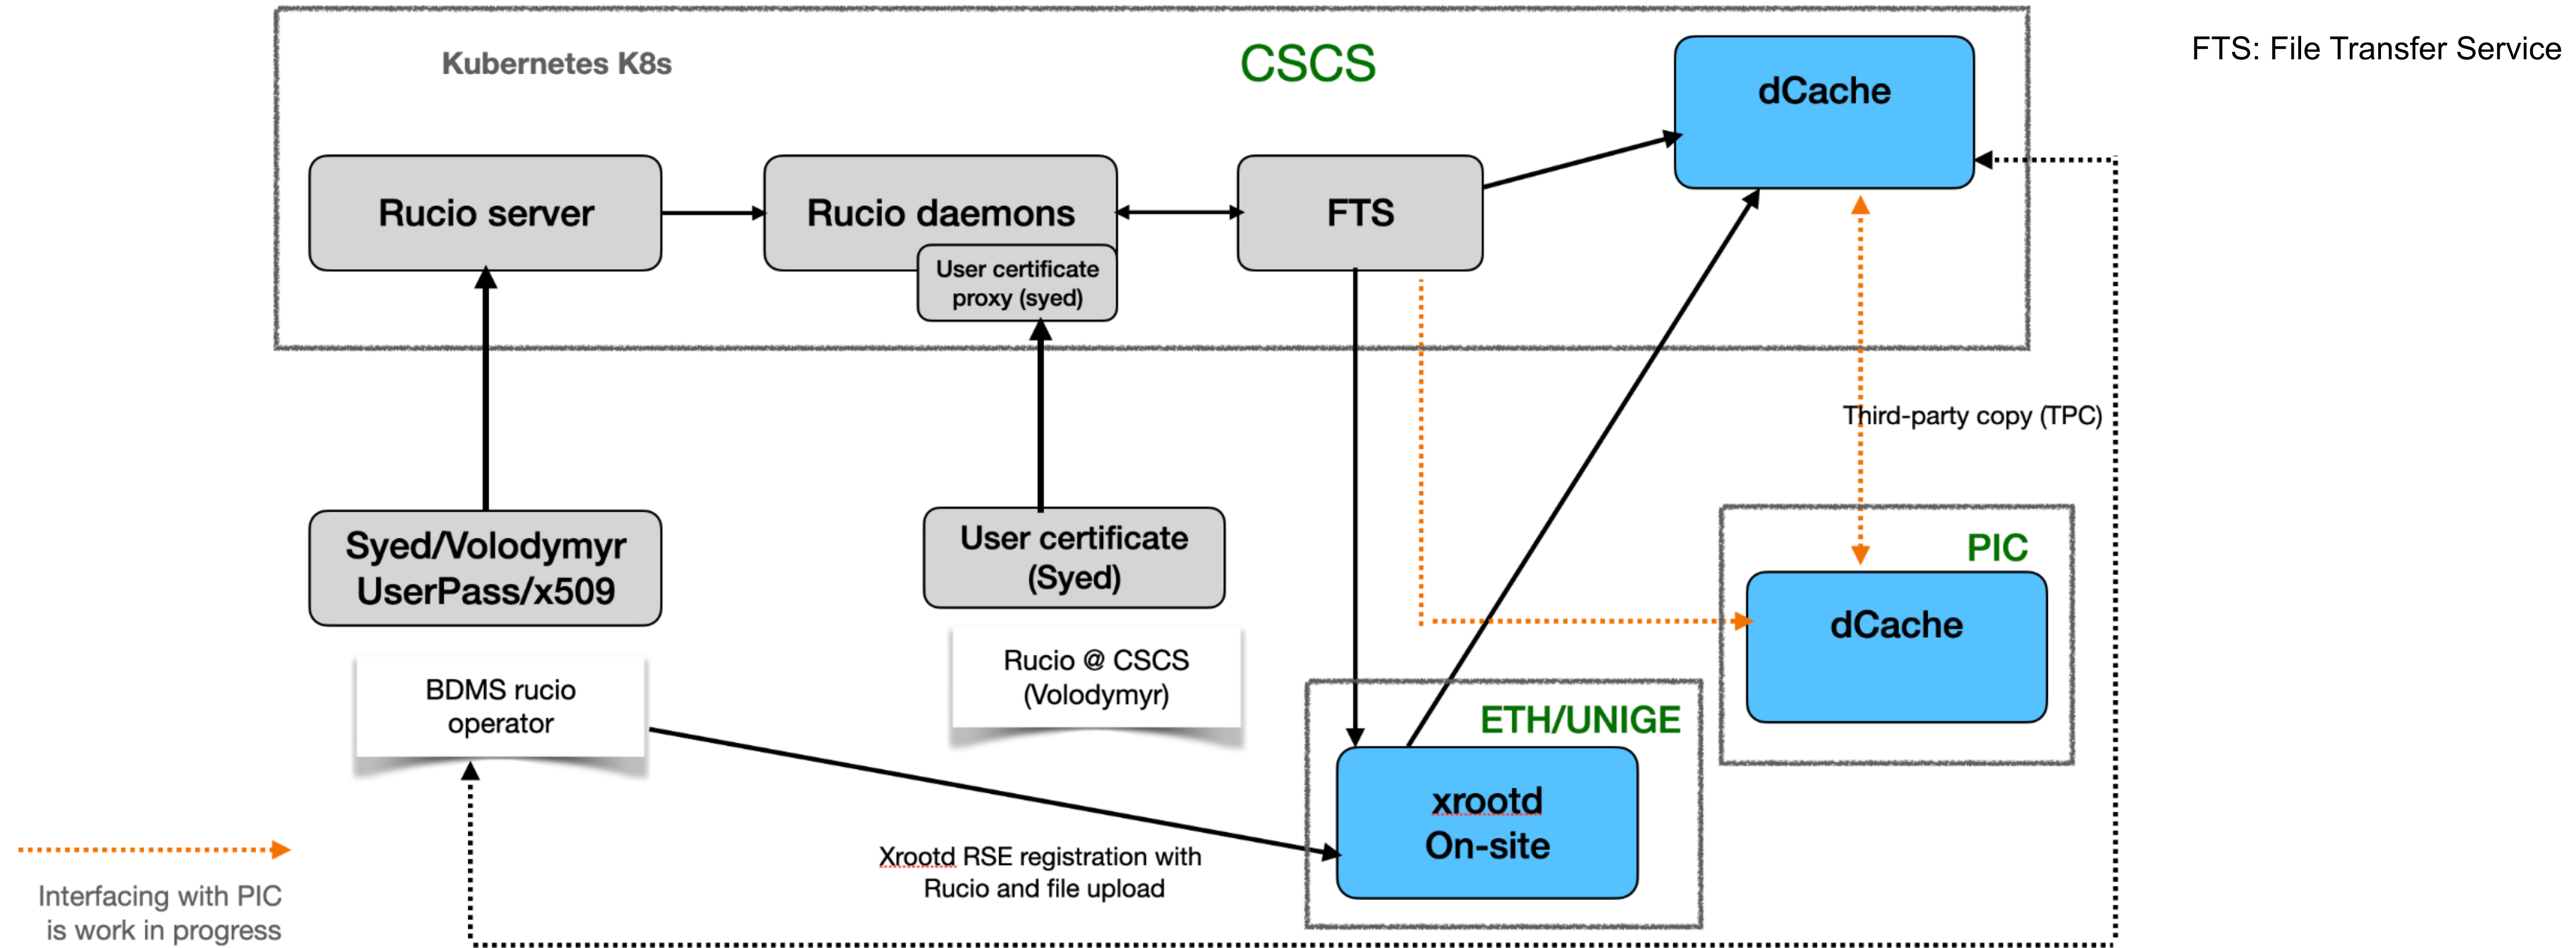 Kubernetes K8s
CSCS
dCache
FTS: File Transfer Service
Rucio server
Rucio daemons
FTS
User certificate
proxy (syed)
Third-party copy (TPC)
Syed/Volodymyr
UserPass/x509
User certificate
(Syed)
PIC
dCache
BDMS rucio
operator
Rucio @ CSCS
(Volodymyr)
ETH/UNIGE
xrootd
On-site
Xrootd RSE registration with
Rucio and file upload
Interfacing with PIC
is work in progress